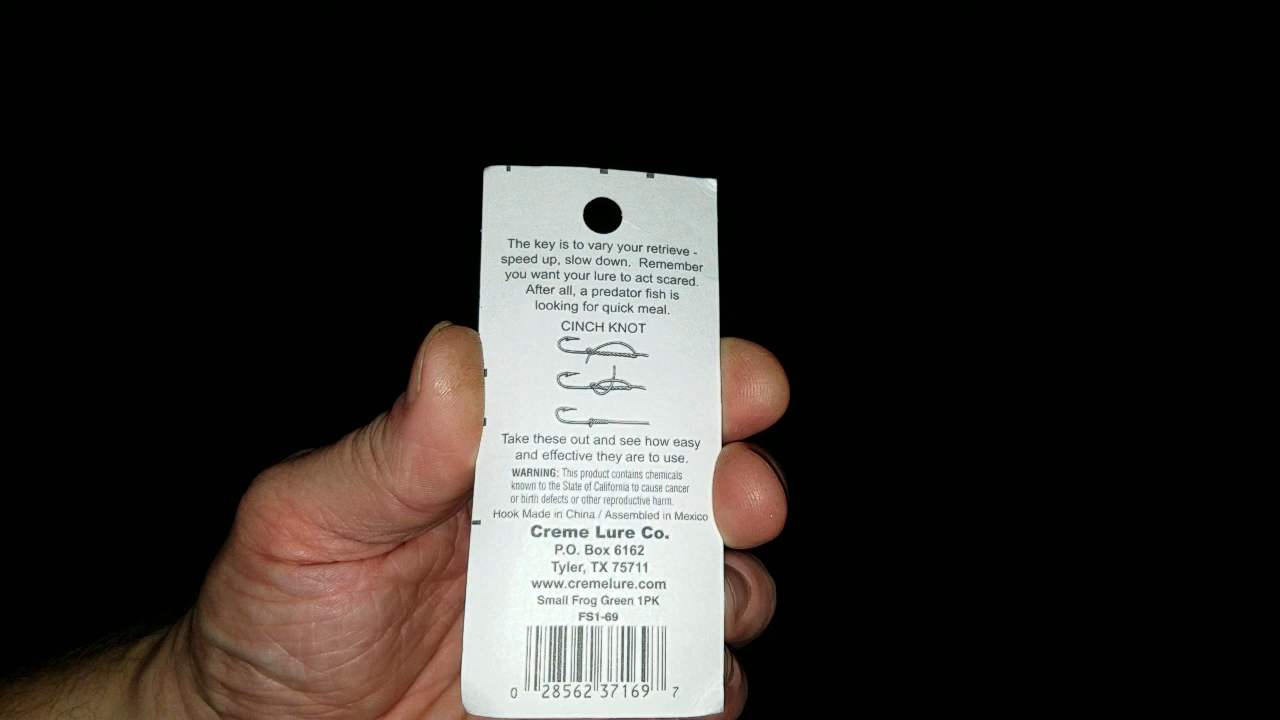 The key is to vary your retrieve -
speed up, slow down. Remember
you want your lure to act scared.
After all, a predator fish is
looking for quick meal.
CINCH KNOT
Take these out and see how easy
and effective they are to use.
WARNING: This product contains chemicals
known to the State of California to cause cancer
or birth defects or other reproductive harm.
Hook Made in China / Assembled in Mexico
Creme Lure Co.
P.O. Box 6162
Tyler, TX 75711
www.cremelure.com
Small Frog Green 1PK
FS1-69
0 28562 37169 7